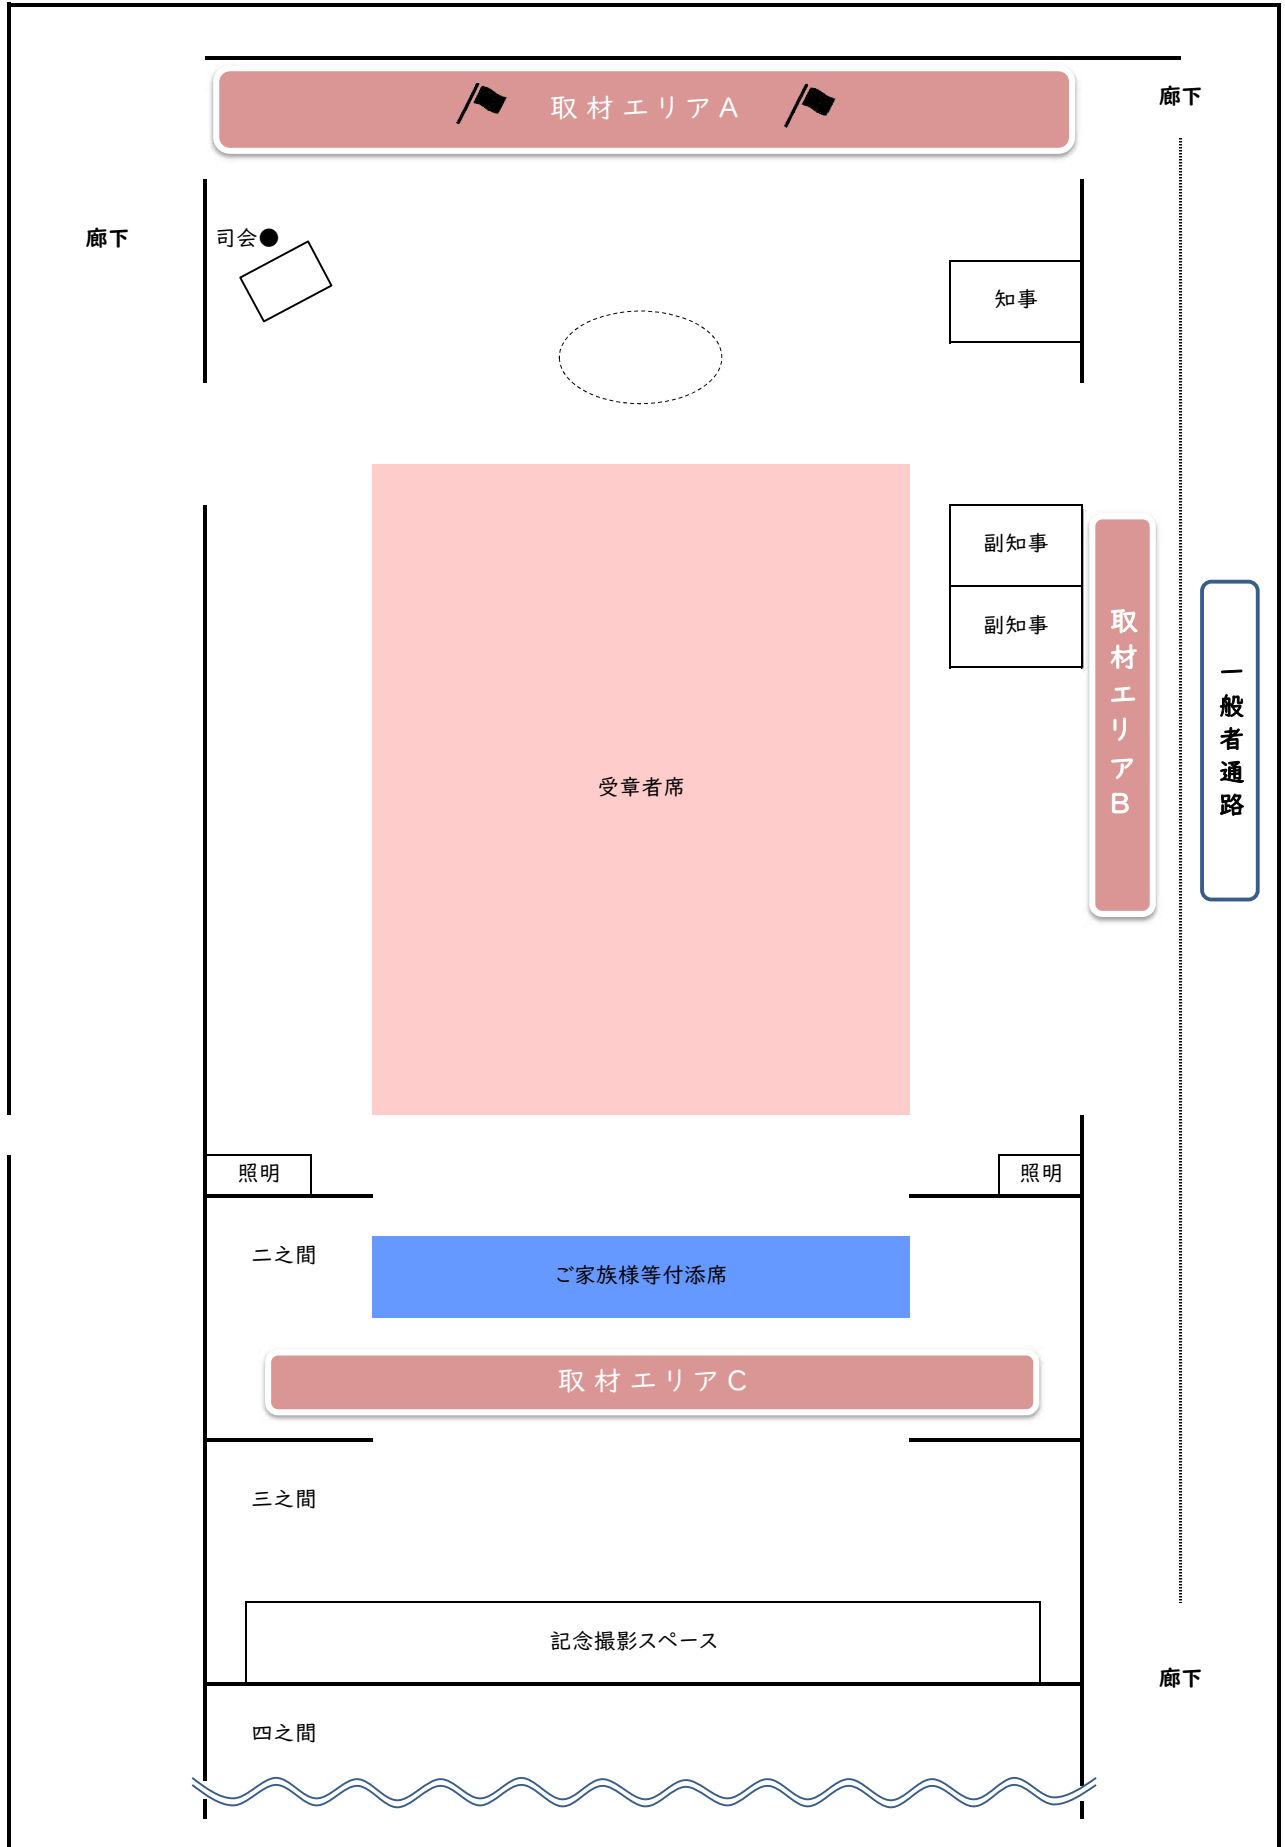 取材エリアA
廊下
廊下
司会●
知事
副知事
副知事
取材エリアB
一般者通路
受章者席
照明
照明
二之間
ご家族様等付添席
取材エリアC
三之間
記念撮影スペース
廊下
四之間